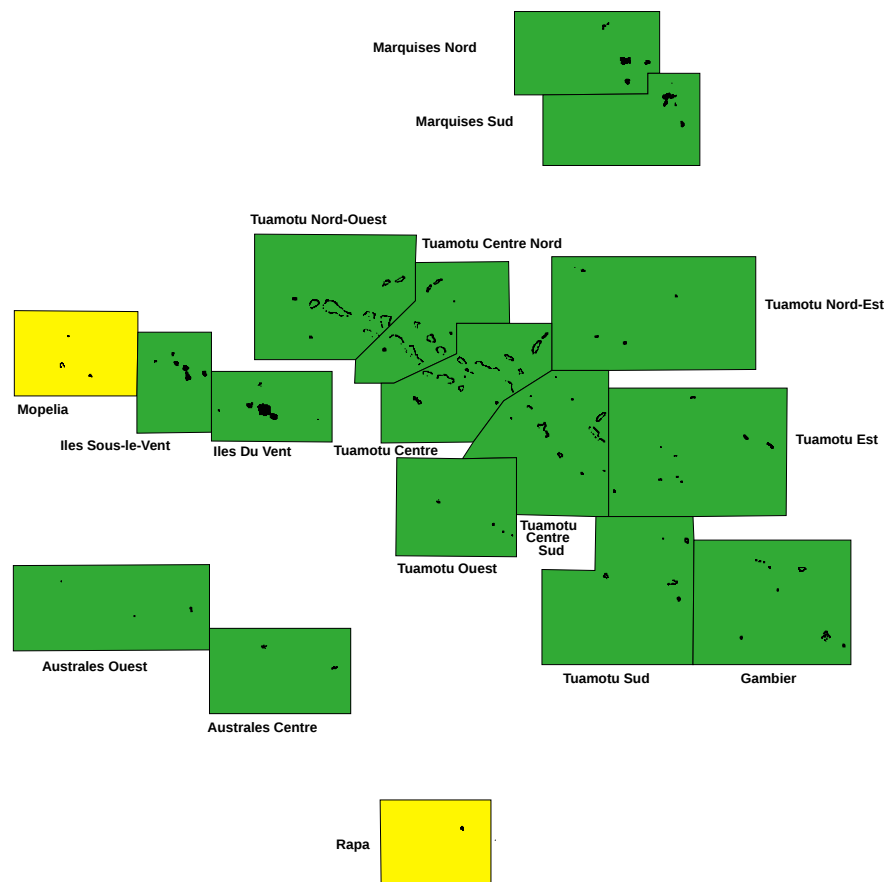 Marquises Nord
Marquises Sud
Tuamotu Nord-Ouest
Tuamotu Centre Nord
Tuamotu Nord-Est
Mopelia
Iles Sous-le-Vent
Iles Du Vent
Tuamotu Centre
Tuamotu Est
Tuamotu
Centre
Sud
Tuamotu Ouest
Australes Ouest
Tuamotu Sud
Gambier
Australes Centre
Rapa